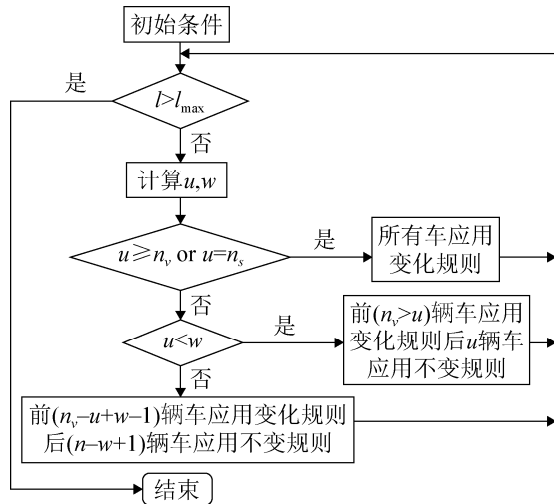 初始条件
是
l>lmax
否
计算u,w
u≥nv or u=ns
是
所有车应用
变化规则
否
u<w
是
前(nv>u)辆车应用
变化规则后u辆车
应用不变规则
否
前(nv–u+w–1)辆车应用变化规则
后(n–w+1)辆车应用不变规则
结束